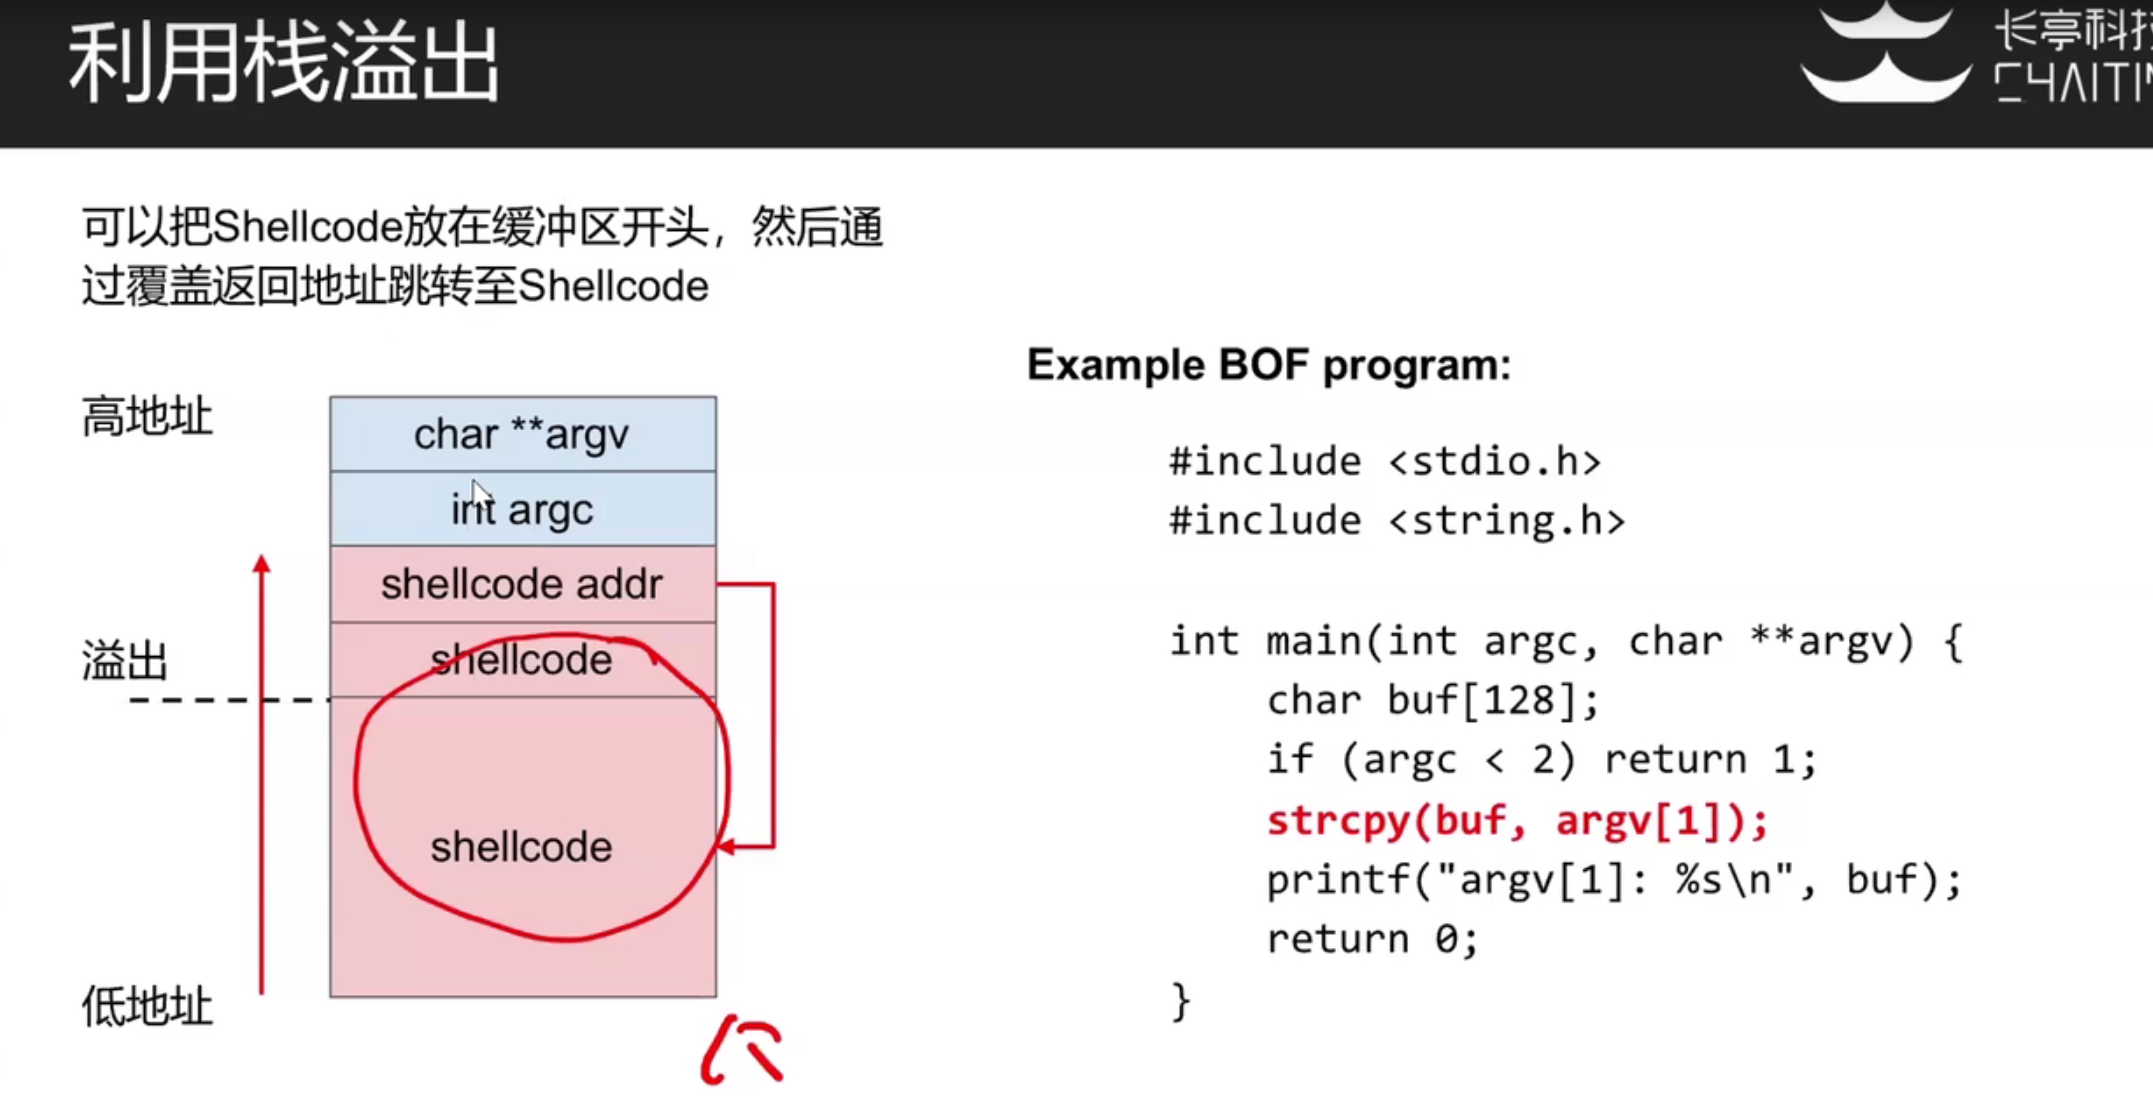 利用栈溢出
长亭科技
CHAITI
可以把Shellcode放在缓冲区开头，然后通
过覆盖返回地址跳转至Shellcode
高地址
char **argv
int argc
shellcode addr
溢出
shellcode
shellcode
低地址
Example BOF program:
#include <stdio.h>
#include <string.h>
int main(int argc, char **argv) {
char buf[128];
if (argc < 2) return 1;
strcpy(buf, argv[1]);
printf("argv[1]: %s\n", buf);
return 0;
}